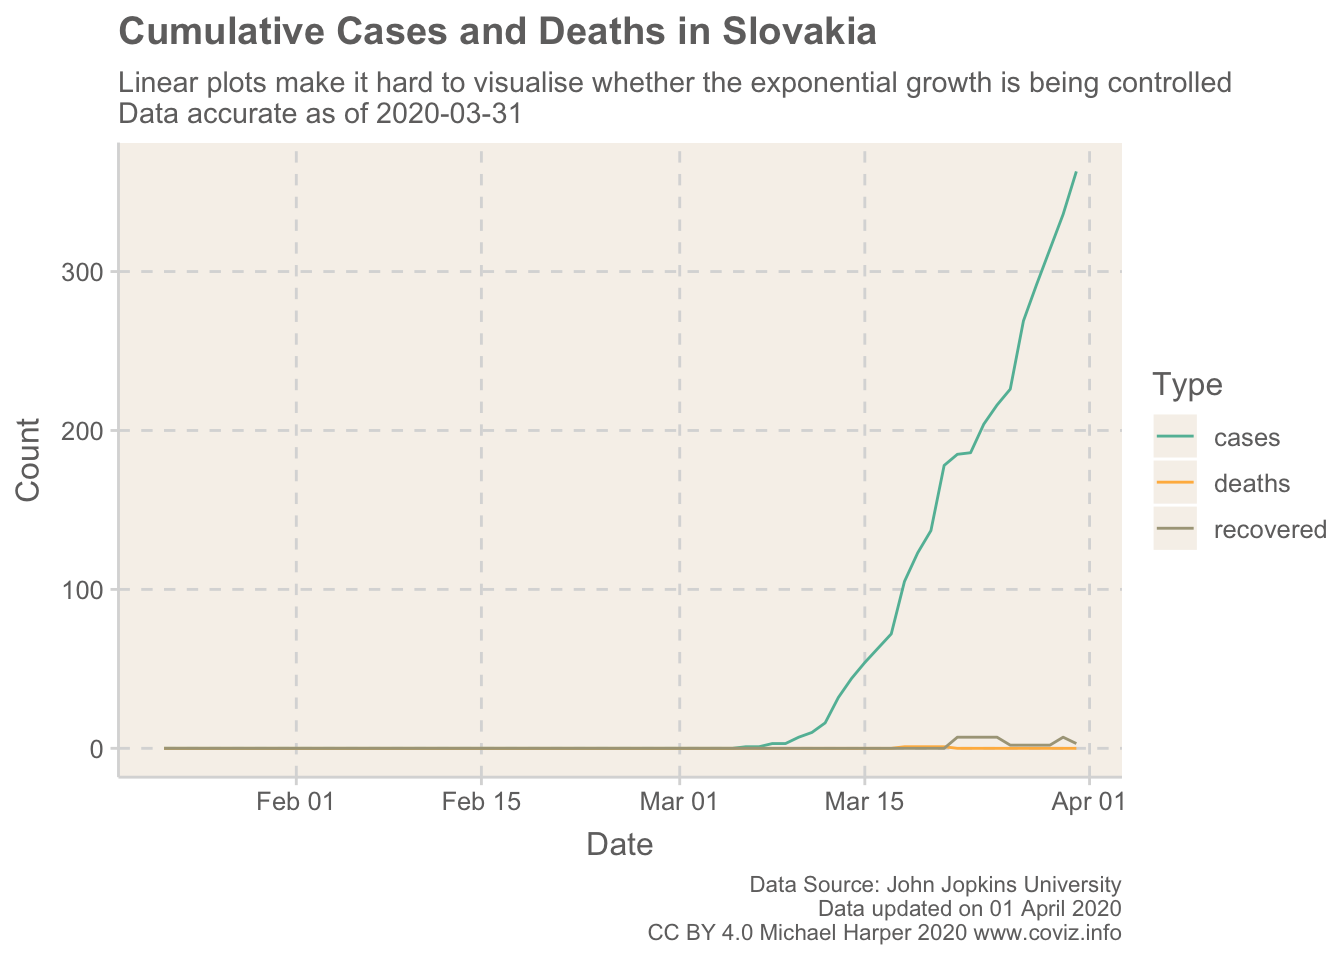 Cumulative Cases and Deaths in Slovakia
Linear plots make it hard to visualise whether the exponential growth is being controlled
Data accurate as of 2020-03-31
300
200
100
0
Count
Feb 01
Feb 15
Mar 01
Mar 15
Apr 01
Date
Type
cases
deaths
recovered
Data Source: John Jopkins University
Data updated on 01 April 2020
CC BY 4.0 Michael Harper 2020 www.coviz.info